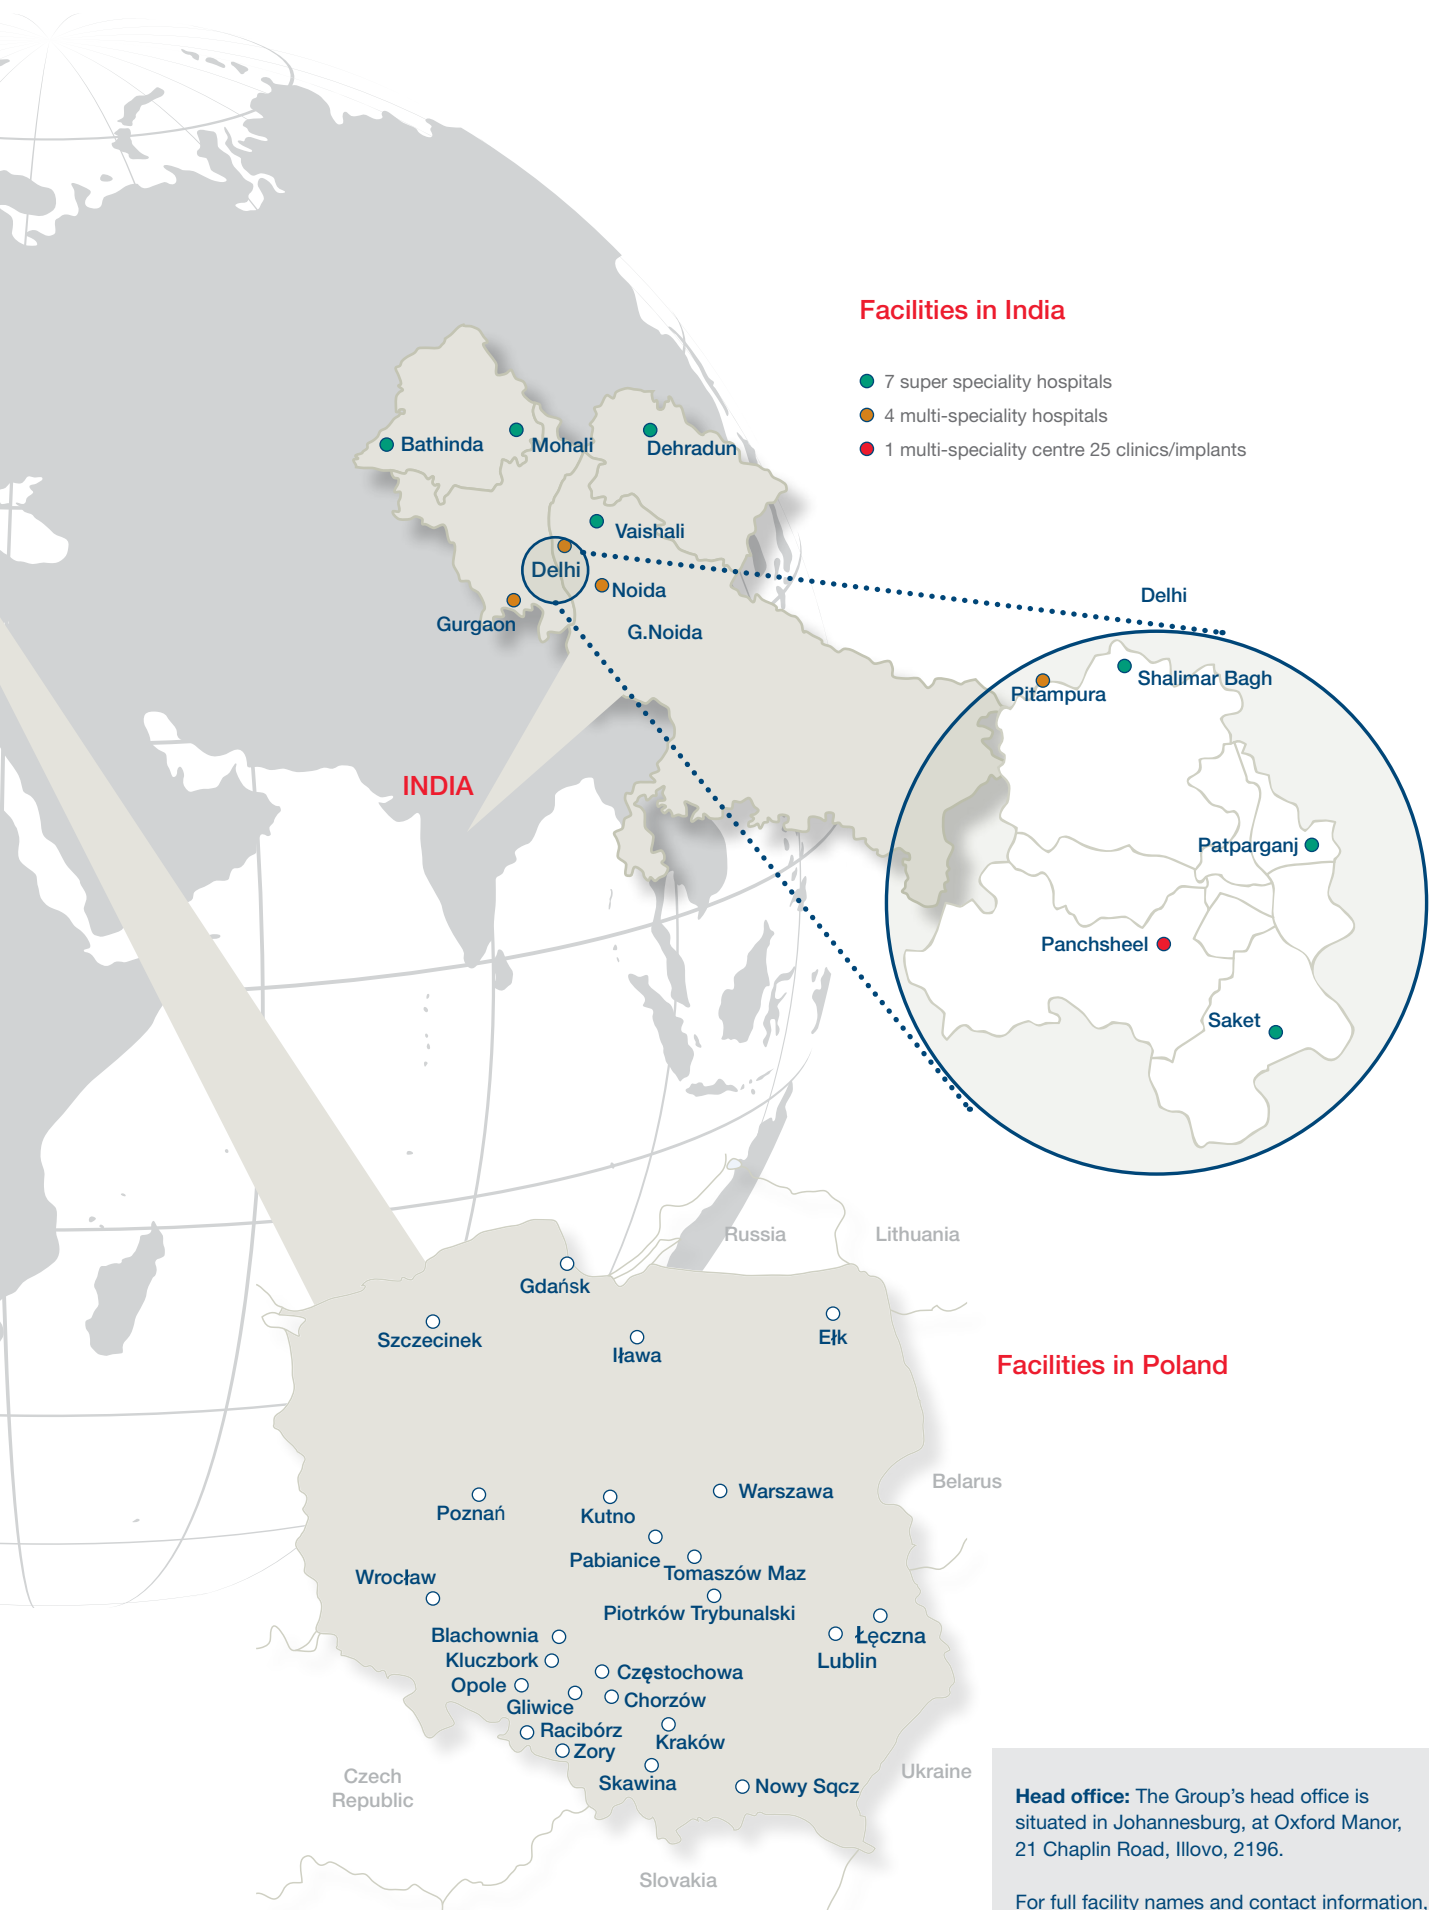 Facilities in India
7 super speciality hospitals
4 multi-speciality hospitals
1 multi-speciality centre 25 clinics/implants
Bathinda
Mohali
Dehradun
Vaishali
Delhi
Noida
Gurgaon
G.Noida
INDIA
Delhi
Shalimar Bagh
Pitampura
Patparganj
Panchsheel
Saket
Russia
Lithuania
Gdańsk
Szczecinek
Iława
Ełk
Facilities in Poland
Belarus
Warszawa
Poznań
Kutno
Pabianice
Tomaszów Maz
Wrocław
Piotrków Trybunalski
Łęczna
Blachownia
Lublin
Kluczbork
Częstochowa
Opole
Gliwice
Chorzów
Racibórz
Kraków
Zory
Skawina
Nowy Sqcz
Ukraine
Czech
Republic
Slovakia
Head office: The Group's head office is
situated in Johannesburg, at Oxford Manor,
21 Chaplin Road, Illovo, 2196.
For full facility names and contact information,